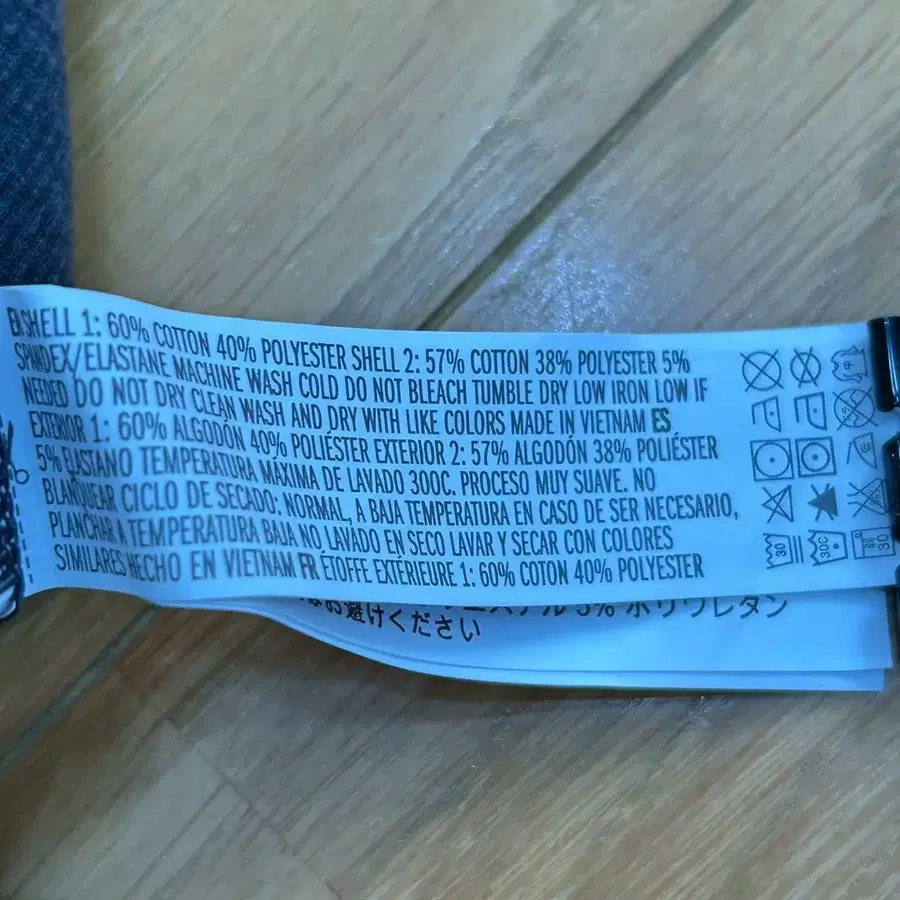 EN SHELL 1: 60% COTTON 40% POLYESTER SHELL 2: 57% COTTON 38% POLYESTER 5%
SPANDEX/ELASTANE MACHINE WASH COLD DO NOT BLEACH TUMBLE DRY LOW IRON LOW IF
NEEDED DO NOT DRY CLEAN WASH AND DRY WITH LIKE COLORS MADE IN VIETNAM ES
EXTERIOR 1: 60% ALGODÓN 40% POLIÉSTER EXTERIOR 2: 57% ALGODÓN 38% POLIÉSTER
5% ELASTANO TEMPERATURA MÁXIMA DE LAVADO 300C. PROCESO MUY SUAVE. NO
BLANQUEAR CICLO DE SECADO: NORMAL, A BAJA TEMPERATURA EN CASO DE SER NECESARIO,
PLANCHAR A TEMPERATURA BAJA NO LAVADO EN SECO LAVAR Y SECAR CON COLORES
SIMILARES HECHO EN VIETNAM FR ÉTOFFE EXTÉRIEURE 1: 60% COTON 40% POLYESTER
30 30C 30
5% ポリウレタン
お避けください